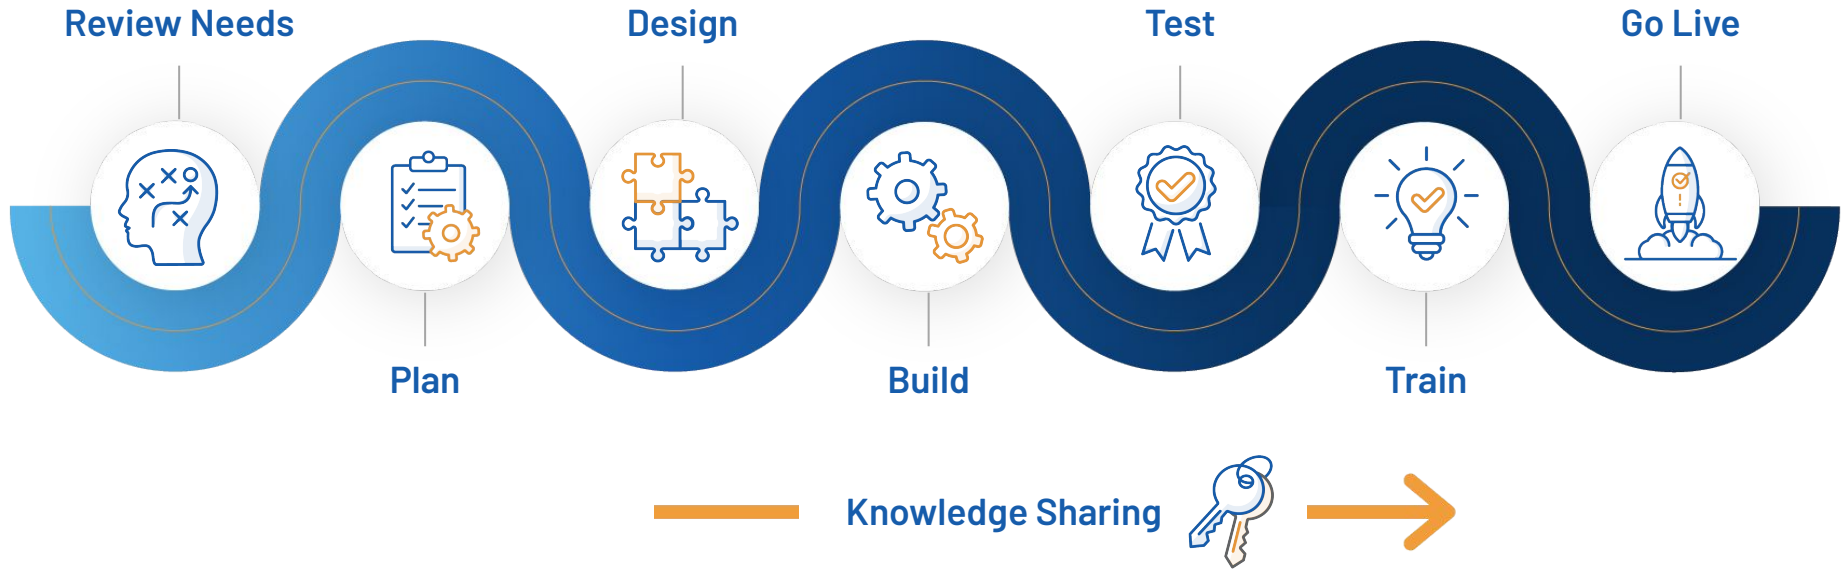 Review Needs
Design
Test
Go Live
Plan
Build
Train
Knowledge Sharing